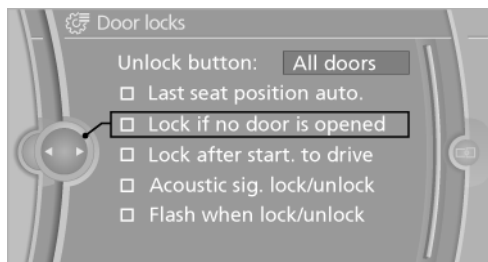 Door locks
Unlock button: All doors
Last seat position auto.
Lock if no door is opened
Lock after start. to drive
Acoustic sig. lock/unlock
Flash when lock/unlock